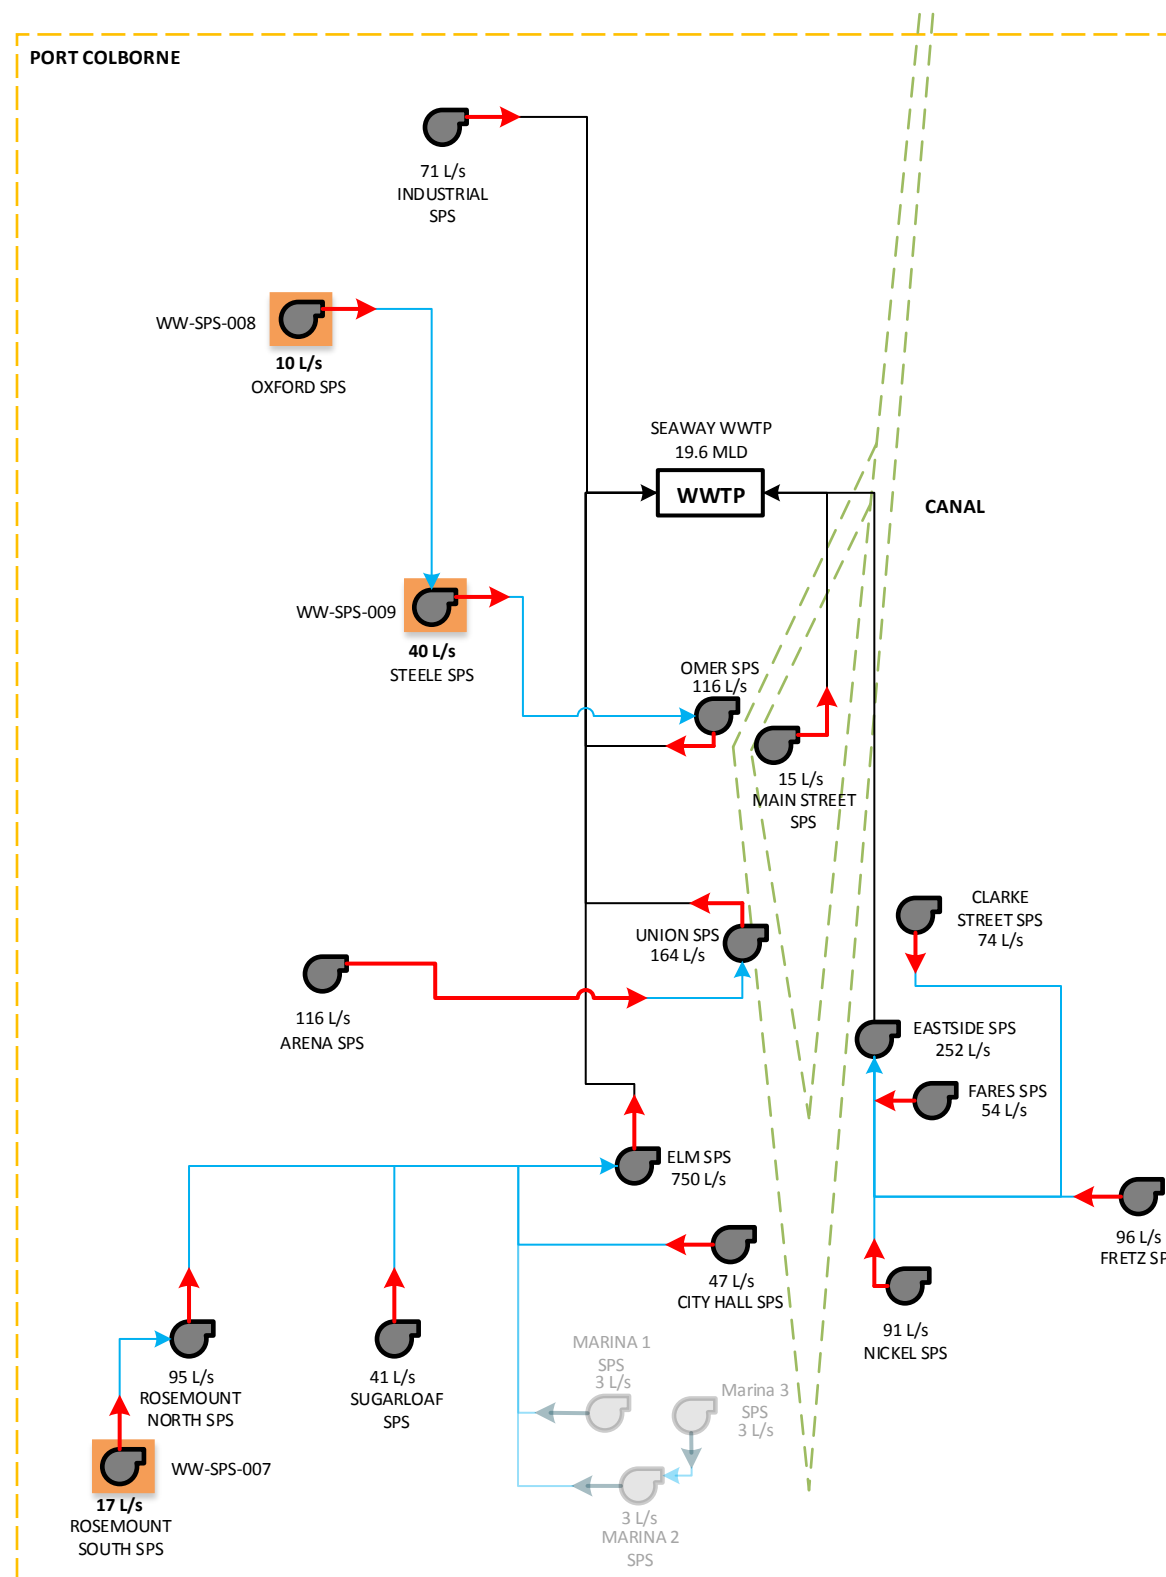 PORT COLBORNE
71 L/s
INDUSTRIAL
SPS
WW-SPS-008
10 L/s
OXFORD SPS
SEAWAY WWTP
19.6 MLD
WWTP
CANAL
WW-SPS-009
40 L/s
STEELE SPS
OMER SPS
116 L/s
15 L/s
MAIN STREET
SPS
CLARKE
STREET SPS
74 L/s
UNION SPS
164 L/s
116 L/s
ARENA SPS
EASTSIDE SPS
252 L/s
FARES SPS
54 L/s
ELM SPS
750 L/s
96 L/s
FRETZ SP
47 L/s
CITY HALL SPS
91 L/s
NICKEL SPS
95 L/s
ROSEMOUNT
NORTH SPS
41 L/s
SUGARLOAF
SPS
MARINA 1
SPS
3 L/s
Marina 3
SPS
3 L/s
WW-SPS-007
17 L/s
ROSEMOUNT
SOUTH SPS
3 L/s
MARINA 2
SPS